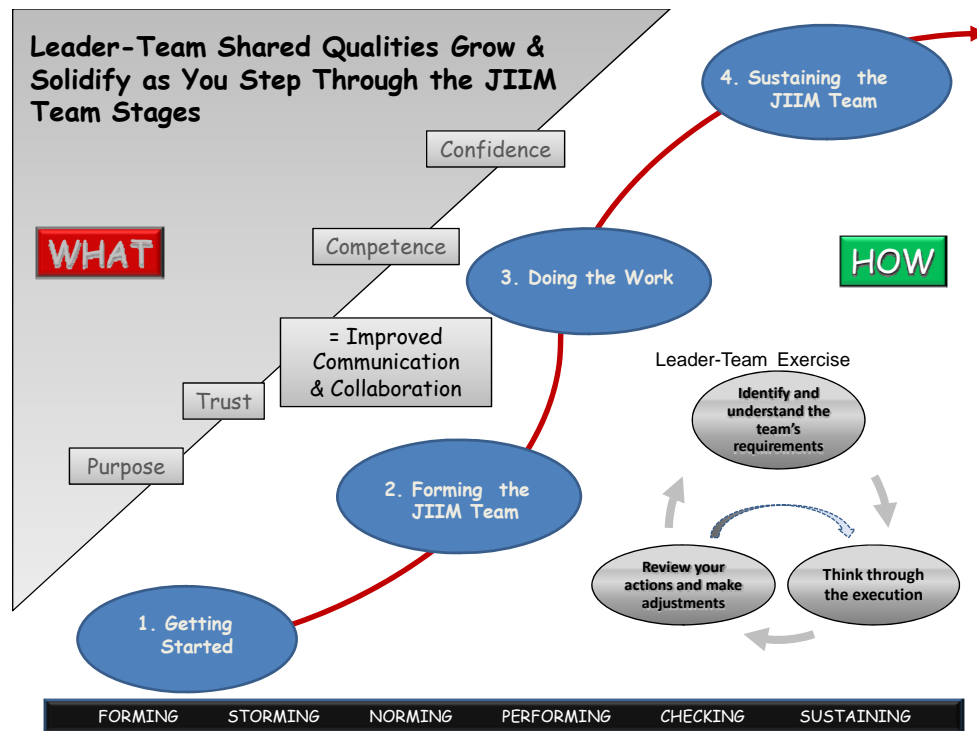 Leader-Team Shared Qualities Grow &
Solidify as You Step Through the JIIM
Team Stages
WHAT
Confidence
Competence
= Improved
Communication
& Collaboration
Trust
Purpose
4. Sustaining the
JIIM Team
3. Doing the Work
2. Forming the
JIIM Team
1. Getting
Started
HOW
Leader-Team Exercise
Identify and
understand the
team's
requirements
Think through
the execution
Review your
actions and make
adjustments
FORMING STORMING NORMING PERFORMING CHECKING SUSTAINING